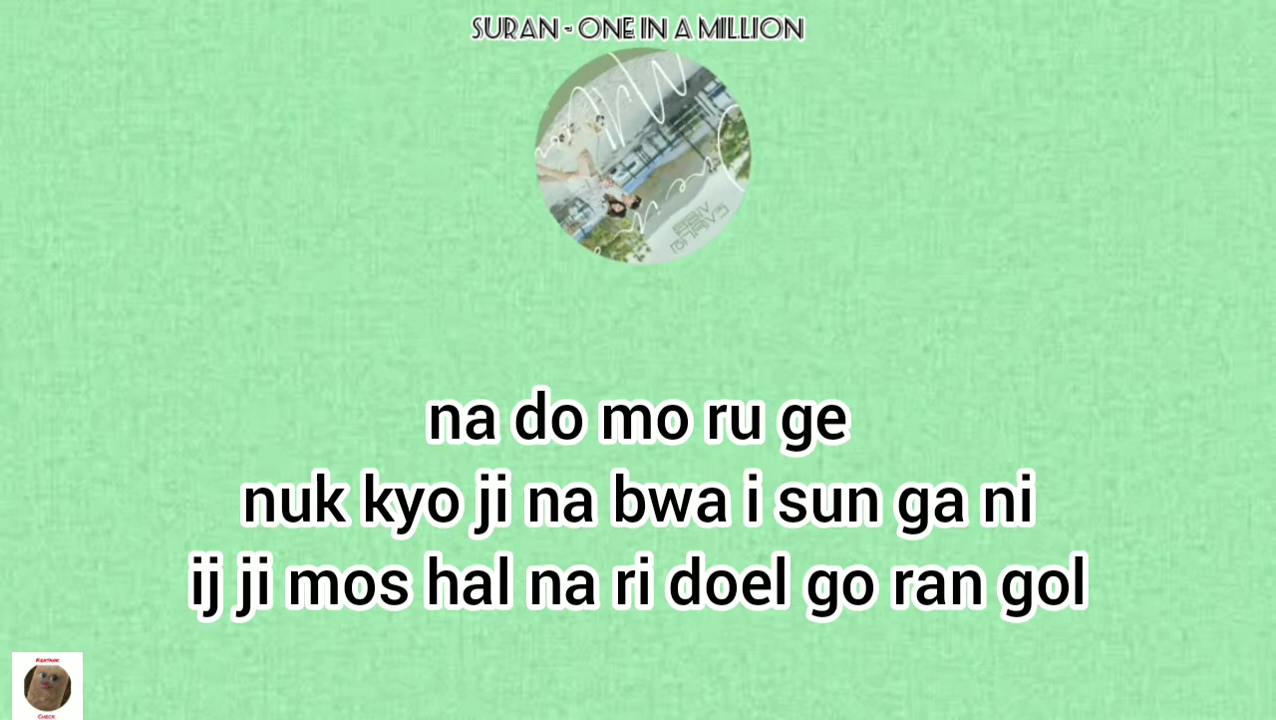 SURAN - ONE IN A MILLION
na do mo ru ge
nuk kyo ji na bwa i sun ga ni
ij ji mos hal na ri doel go ran gol
Check